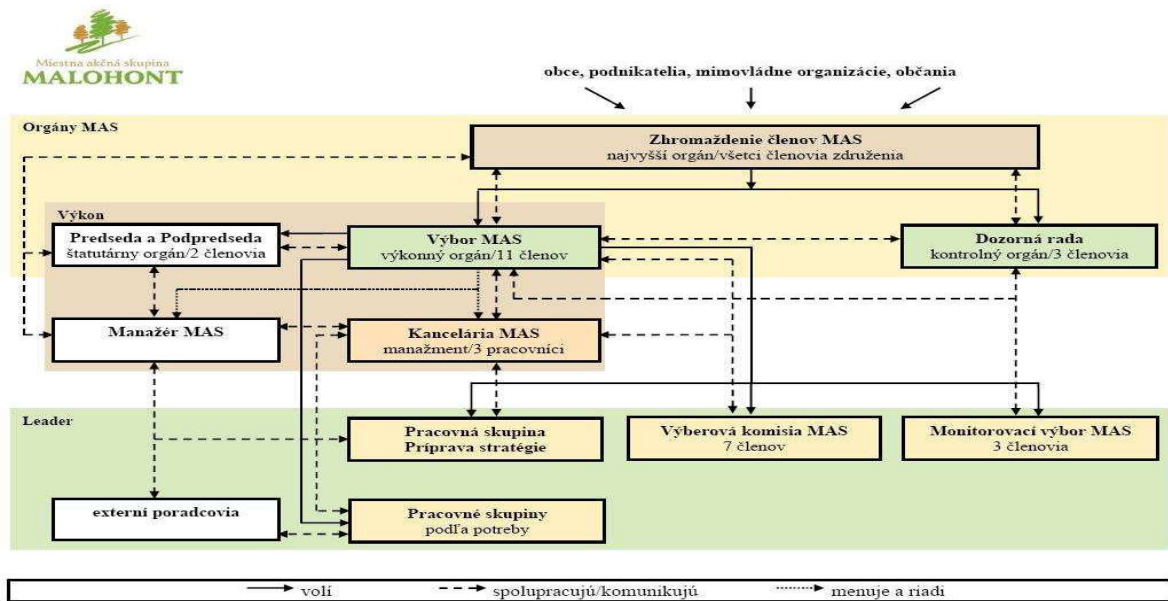 Miestna akčná skupina
MALOHONT
obce, podnikatelia, mimovládne organizácie, občania
Orgány MAS
Zhromaždenie členov MAS
najvyšší orgán/všetci členovia združenia
Výkon
Predseda a Podpredseda
štatutárny orgán/2 členovia
Výbor MAS
výkonný orgán/11 členov
Dozorná rada
kontrolný orgán/3 členovia
Manažér MAS
Kancelária MAS
manažment/3 pracovníci
Leader
Pracovná skupina
Príprava stratégie
Výberová komisia MAS
7 členov
Monitorovací výbor MAS
3 členovia
externí poradcovia
Pracovné skupiny
podľa potreby
volí
spolupracujú/komunikujú
menuje a riadi